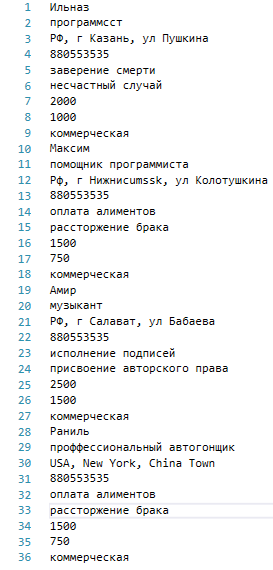 1 Ильназ
2 программсст
3 РФ, г Казань, ул Пушкина
4 880553535
5 заверение смерти
6 несчастный случай
7 2000
8 1000
9 коммерческая
10 Максим
11 помощник программиста
12 Рф, г Нижнисumssk, ул Колотушкина
13 880553535
14 оплата алиментов
15 рассторжение брака
16 1500
17 750
18 коммерческая
19 Амир
20 музыкант
21 РФ, г Салават, ул Бабаева
22 880553535
23 исполнение подписей
24 присвоение авторского права
25 2500
26 1500
27 коммерческая
28 Раниль
29 проффессиональный автогонщик
30 USA, New York, China Town
31 880553535
32 оплата алиментов
33 рассторжение брака
34 1500
35 750
36 коммерческая